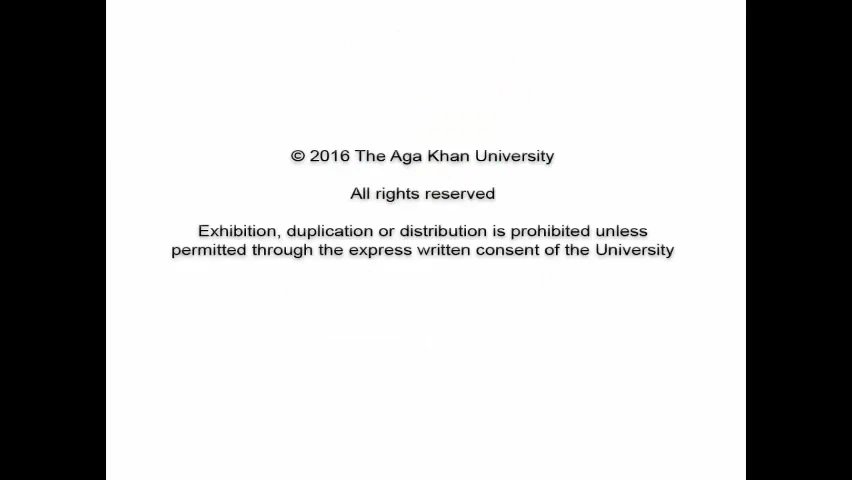 © 2016 The Aga Khan University
All rights reserved
Exhibition, duplication or distribution is prohibited unless
permitted through the express written consent of the University